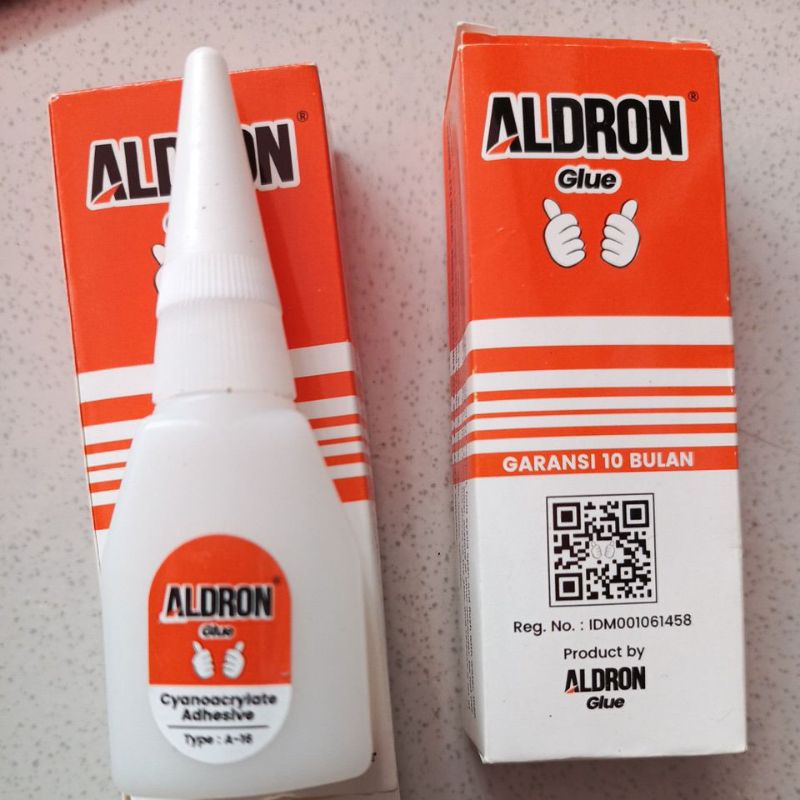 ALDRON
®
ALDRON
Glue
Cyanoacrylate
Adhesive
Type : A-16
ALDRON
®
Glue
GARANSI 10 BULAN
Reg. No. : IDM001061458
Product by
ALDRON
Glue